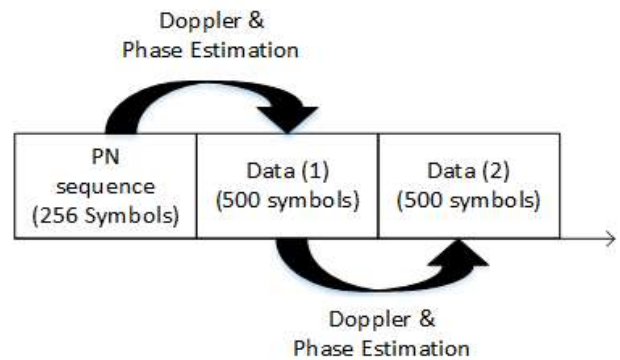 Doppler &
Phase Estimation
PN
sequence
(256 Symbols)
Data (1)
(500 symbols)
Data (2)
(500 symbols)
Doppler &
Phase Estimation